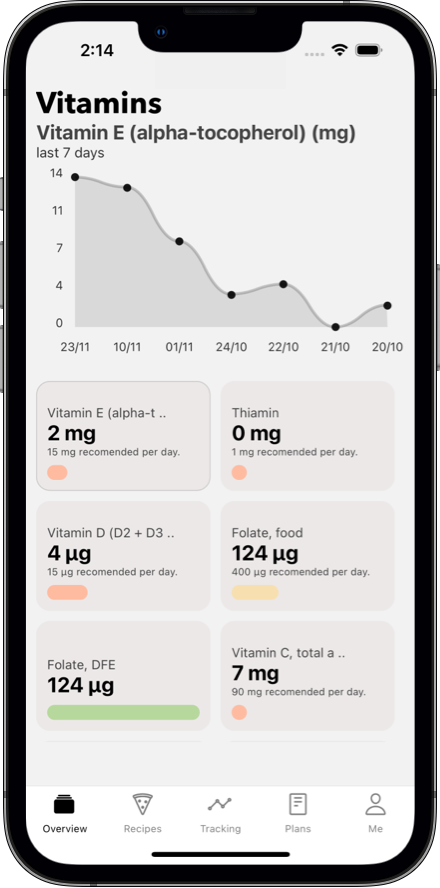 2:14
Vitamins
Vitamin E (alpha-tocopherol) (mg)
last 7 days
14
11
7
4
0
23/11 10/11 01/11 24/10 22/10 21/10 20/10
Vitamin E (alpha-t ..
2 mg
15 mg recomended per day.
Thiamin
0 mg
1 mg recomended per day.
Vitamin D (D2 + D3 ..
4 µg
15 µg recomended per day.
Folate, food
124 µg
400 µg recomended per day.
Folate, DFE
124 µg
Vitamin C, total a ..
7 mg
90 mg recomended per day.
Overview Recipes Tracking Plans Me